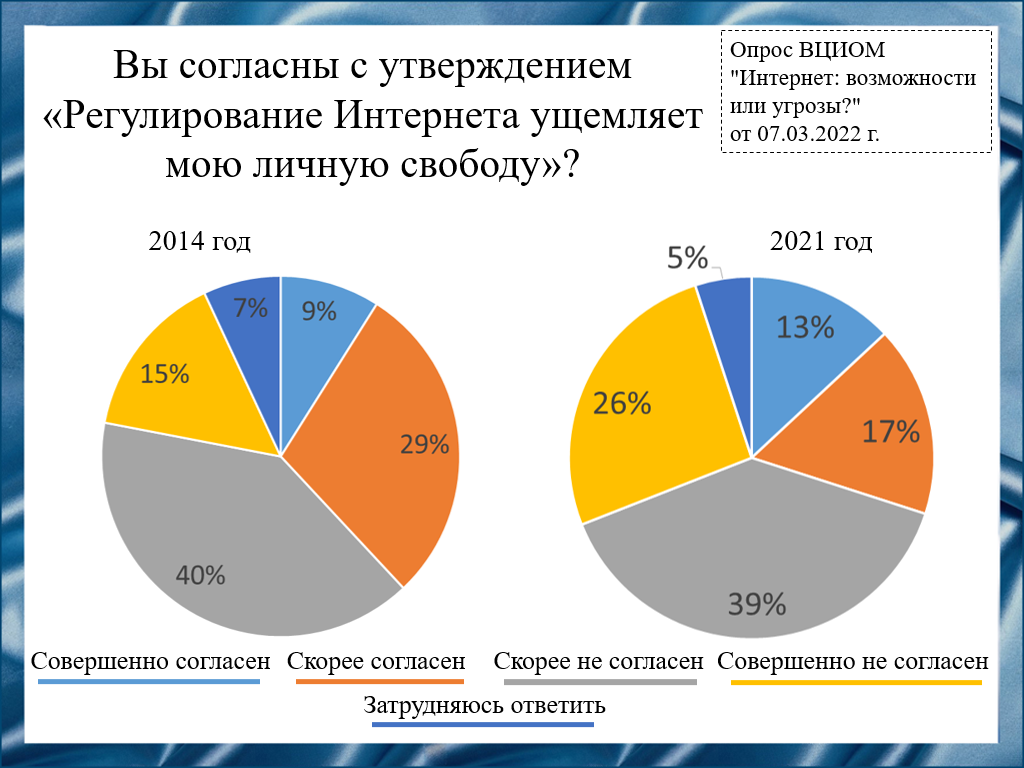 Вы согласны с утверждением
«Регулирование Интернета ущемляет
мою личную свободу»?
Опрос ВЦИОМ
"Интернет: возможности
или угрозы?"
от 07.03.2022 г.
2014 год
7%
9%
15%
29%
40%
2021 год
5%
13%
26%
17%
39%
Совершенно согласен
Скорее согласен
Скорее не согласен
Совершенно не согласен
Затрудняюсь ответить